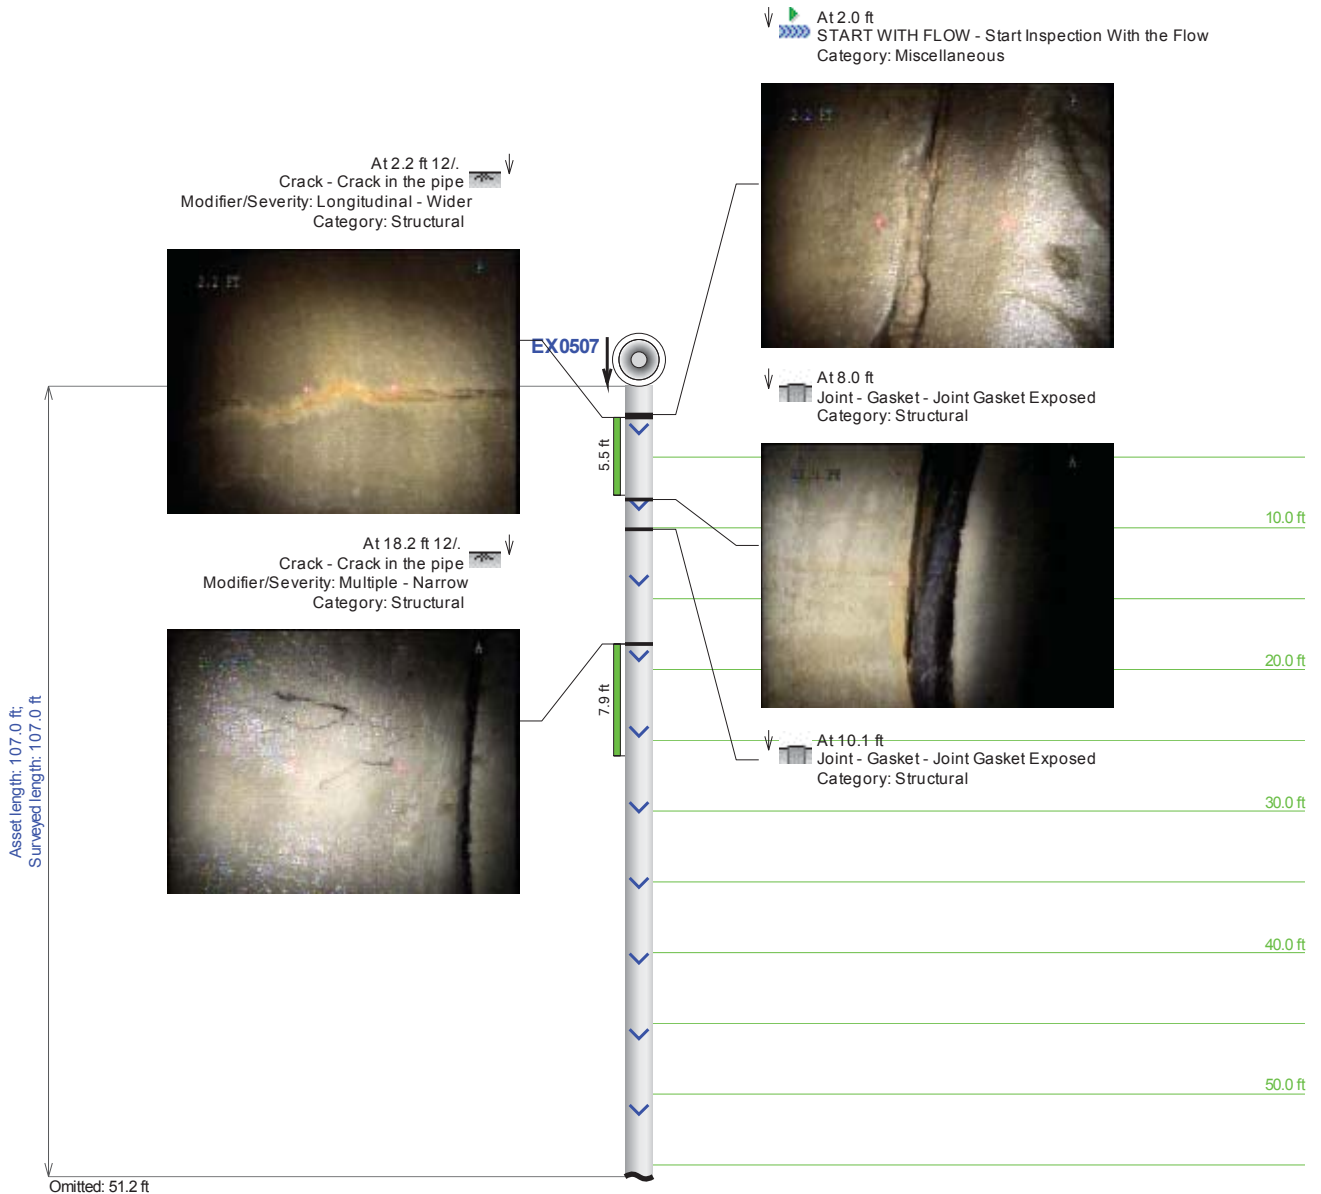 At 2.0 ft
START WITH FLOW - Start Inspection With the Flow
Category: Miscellaneous
2.2 FT
At 2.2 ft 12/.
Crack - Crack in the pipe
Modifier/Severity: Longitudinal - Wider
Category: Structural
2.2 FT
EX0507
At 8.0 ft
Joint - Gasket - Joint Gasket Exposed
Category: Structural
5.5 ft
10.0 ft
At 18.2 ft 12/.
Crack - Crack in the pipe
Modifier/Severity: Multiple - Narrow
Category: Structural
20.0 ft
7.9 ft
At 10.1 ft
Joint - Gasket - Joint Gasket Exposed
Category: Structural
30.0 ft
Asset length: 107.0 ft;
Surveyed length: 107.0 ft
40.0 ft
50.0 ft
Omitted: 51.2 ft